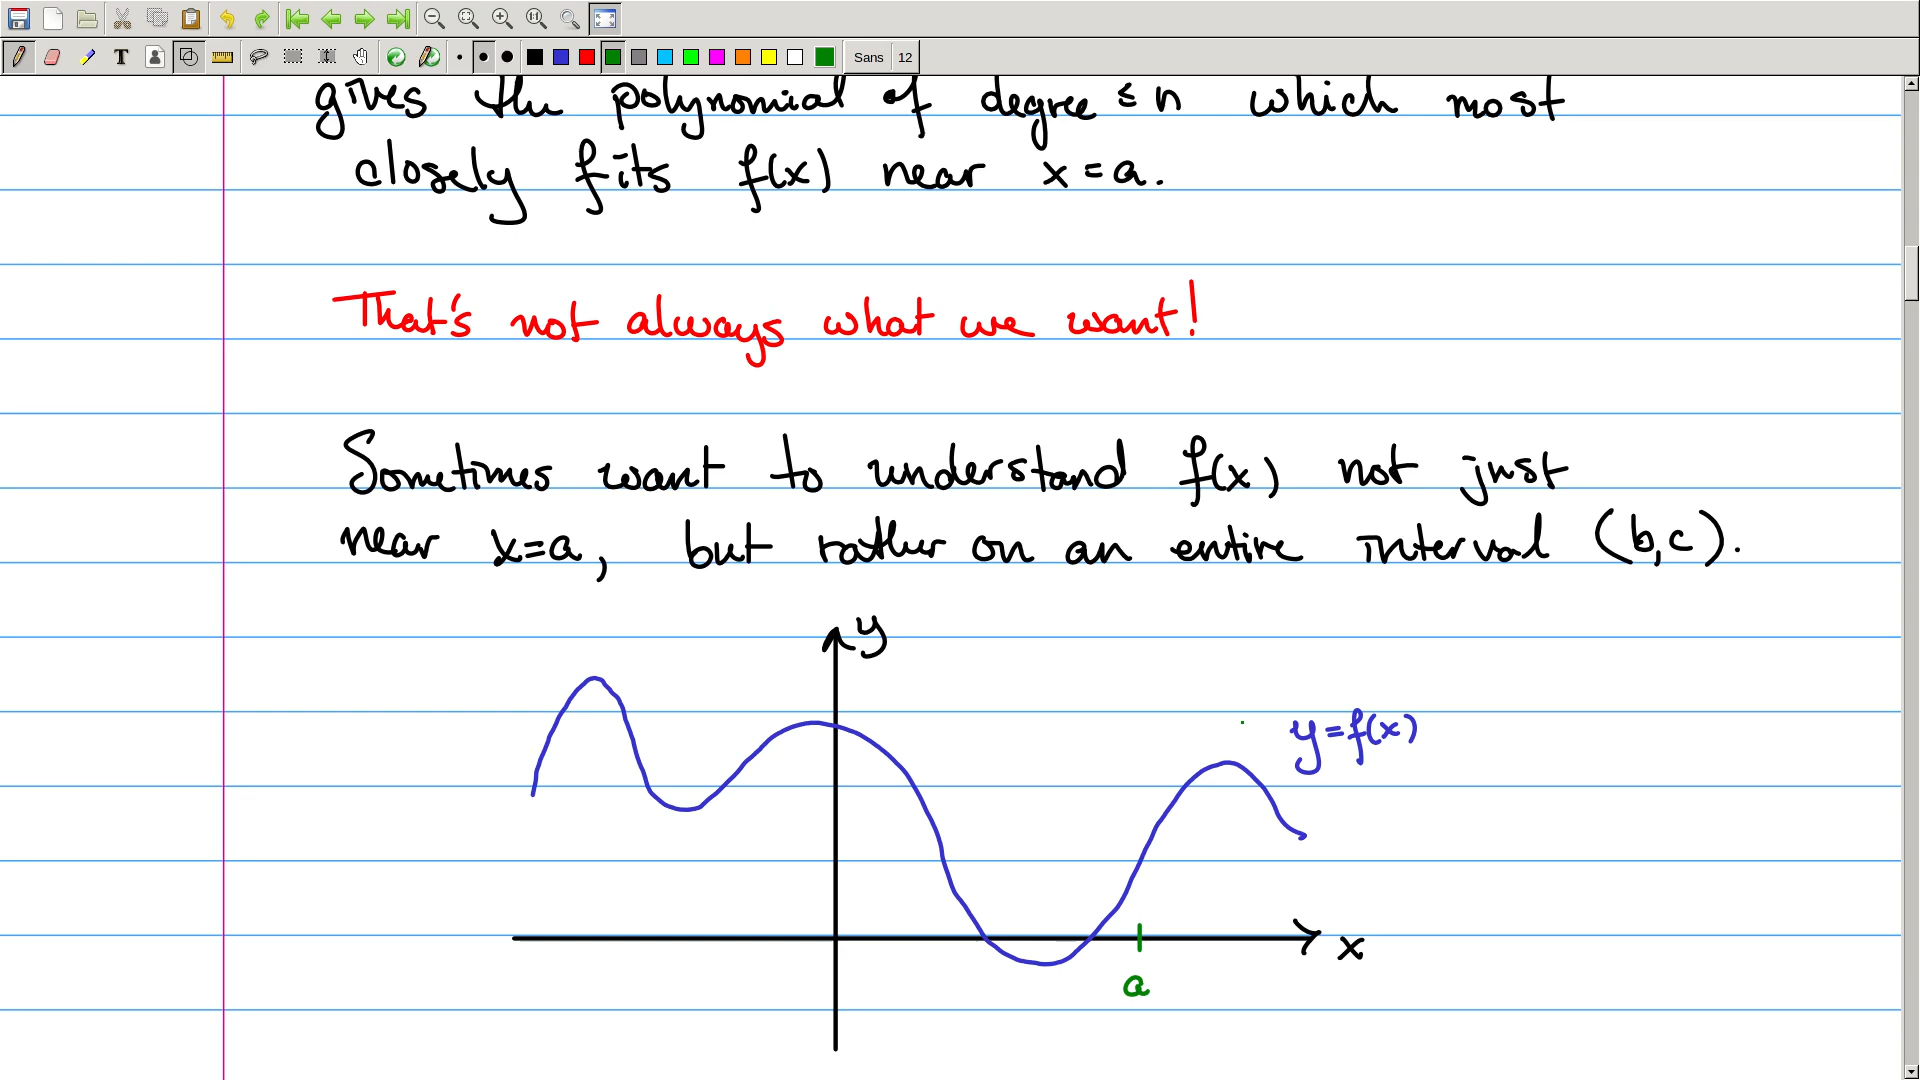 Sans 12
gives the polynomial of degree ≤ n which most
closely fits f(x) near x=a.
That's not always what we want!
Sometimes want to understand f(x) not just
near x=a, but rather on an entire interval (b,c).
y
y=f(x)
x
a